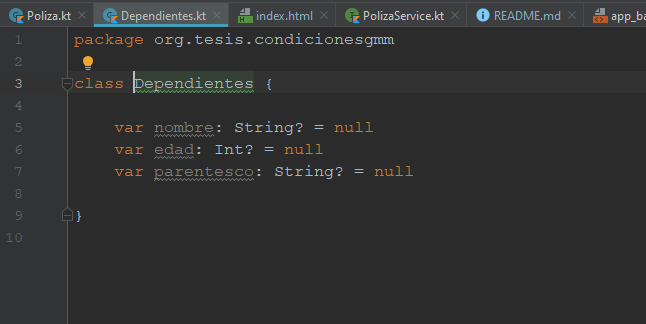 Poliza.kt Dependientes.kt index.html PolizaService.kt README.md app_ba
1 package org.tesis.condicionesgmm
2
3 class Dependientes {
4
5 var nombre: String? = null
6 var edad: Int? = null
7 var parentesco: String? = null
8
9 }
10